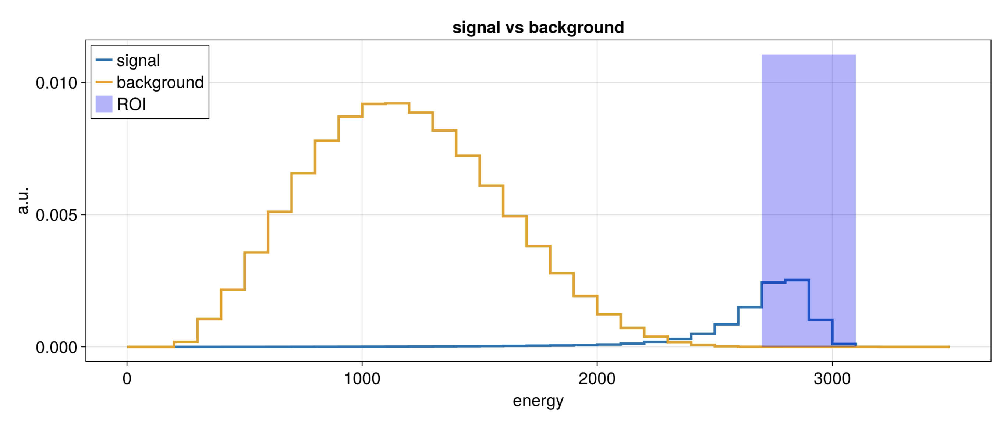 signal vs background
signal
background
ROI
a.u.
0.010
0.005
0.000
0
1000
2000
3000
energy